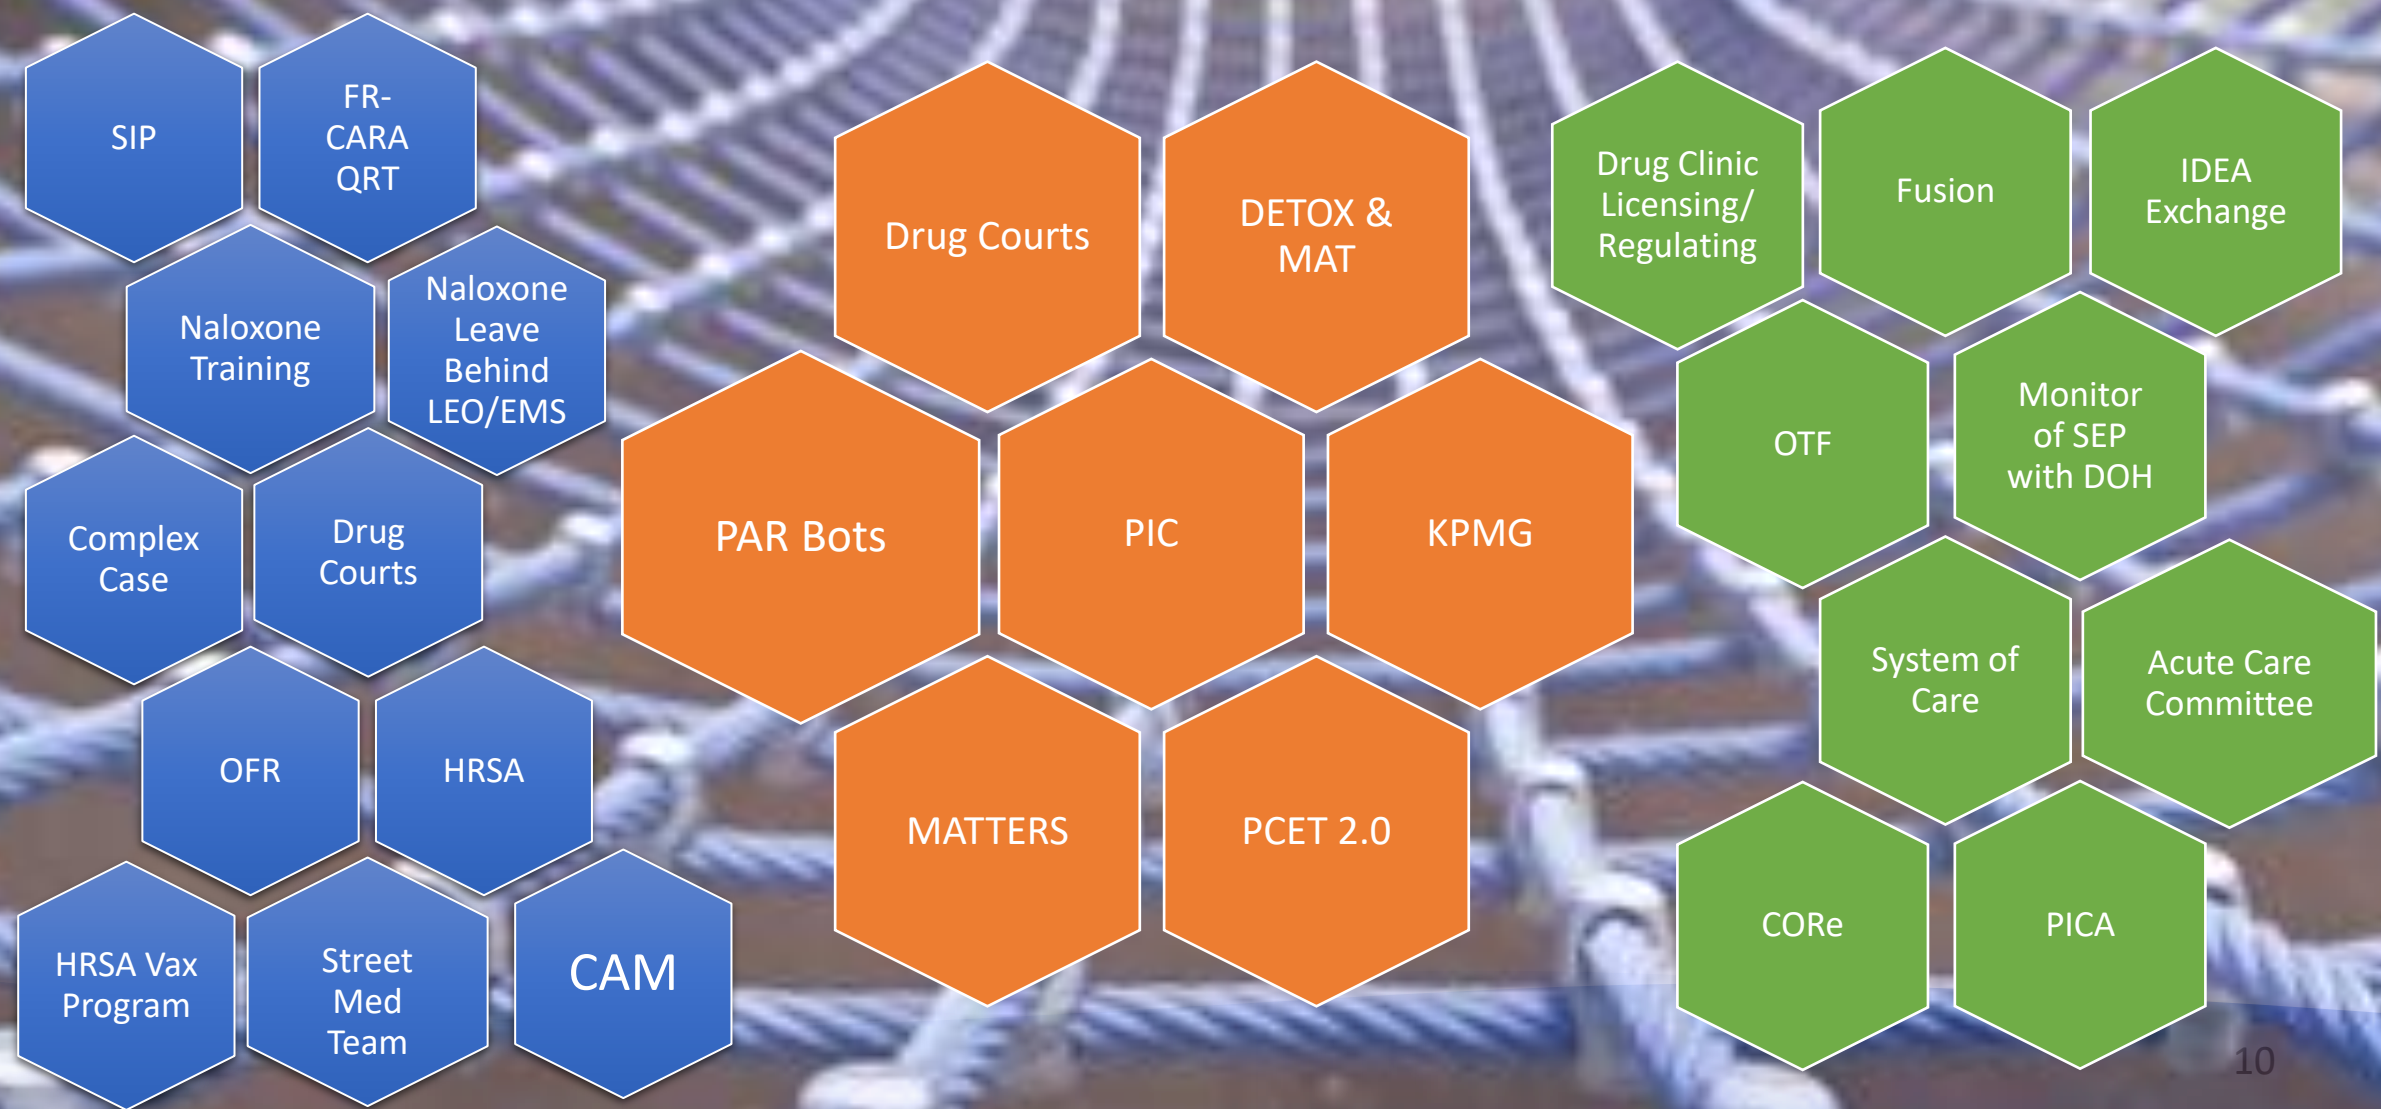 SIP
FR-
CARA
QRT
Naloxone
Training
Naloxone
Leave
Behind
LEO/EMS
Complex
Case
Drug
Courts
OFR
HRSA
HRSA Vax
Program
Street
Med
Team
CAM
Drug Courts
DETOX &
MAT
PAR Bots
PIC
KPMG
MATTERS
PCET 2.0
Drug Clinic
Licensing/
Regulating
Fusion
IDEA
Exchange
OTF
Monitor
of SEP
with DOH
System of
Care
Acute Care
Committee
CORe
PICA
10